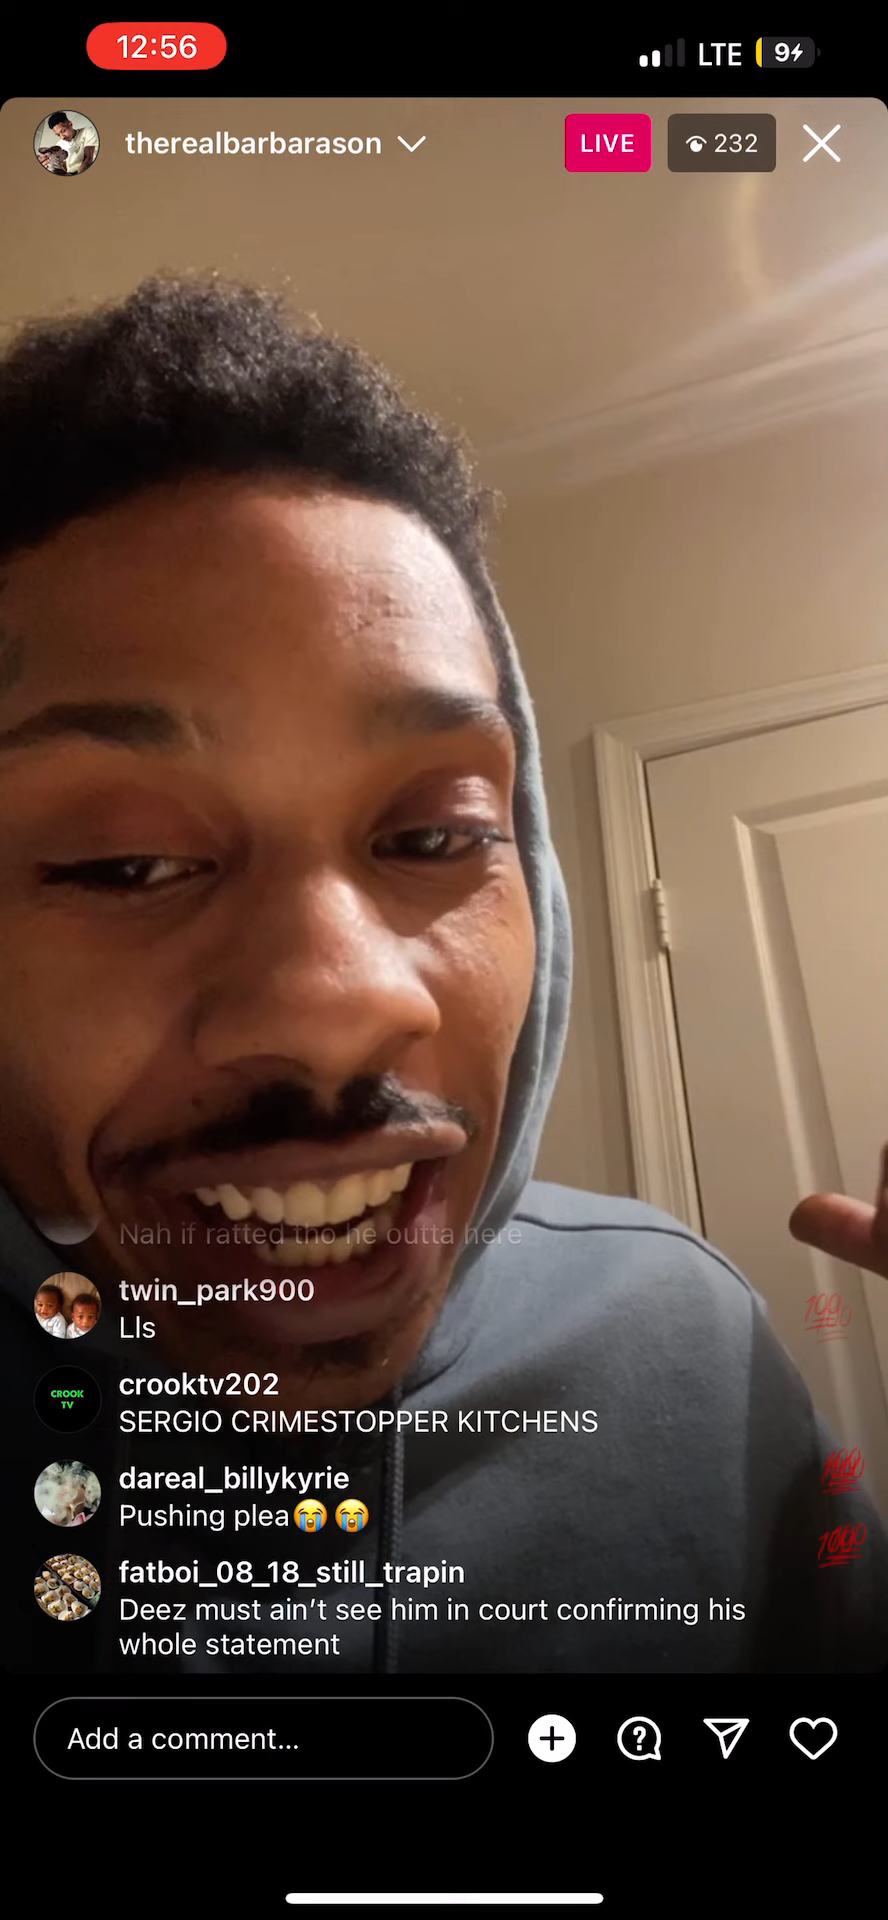 12:56
LTE
9
therealbarbarason
LIVE
232
Nah if ratted tho he outta here
twin_park900
Lls
CROOK
TV
crooktv202
SERGIO CRIMESTOPPER KITCHENS
dareal_billykyrie
Pushing plea😭😭
fatboi_08_18_still_trapin
Deez must ain’t see him in court confirming his
whole statement
Add a comment...